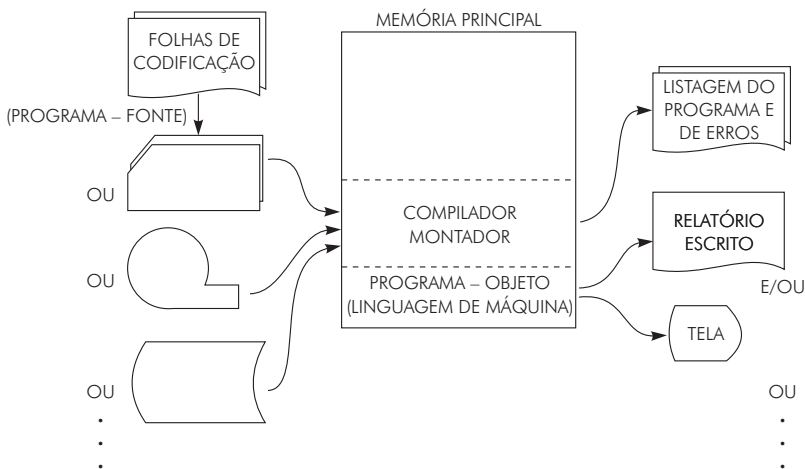 MEMÓRIA PRINCIPAL
FOLHAS DE
CODIFICAÇÃO
(PROGRAMA – FONTE)
OU
OU
OU
COMPILADOR
MONTADOR
PROGRAMA – OBJETO
(LINGUAGEM DE MÁQUINA)
LISTAGEM DO
PROGRAMA E
DE ERROS
RELATÓRIO
ESCRITO
E/OU
TELA
OU